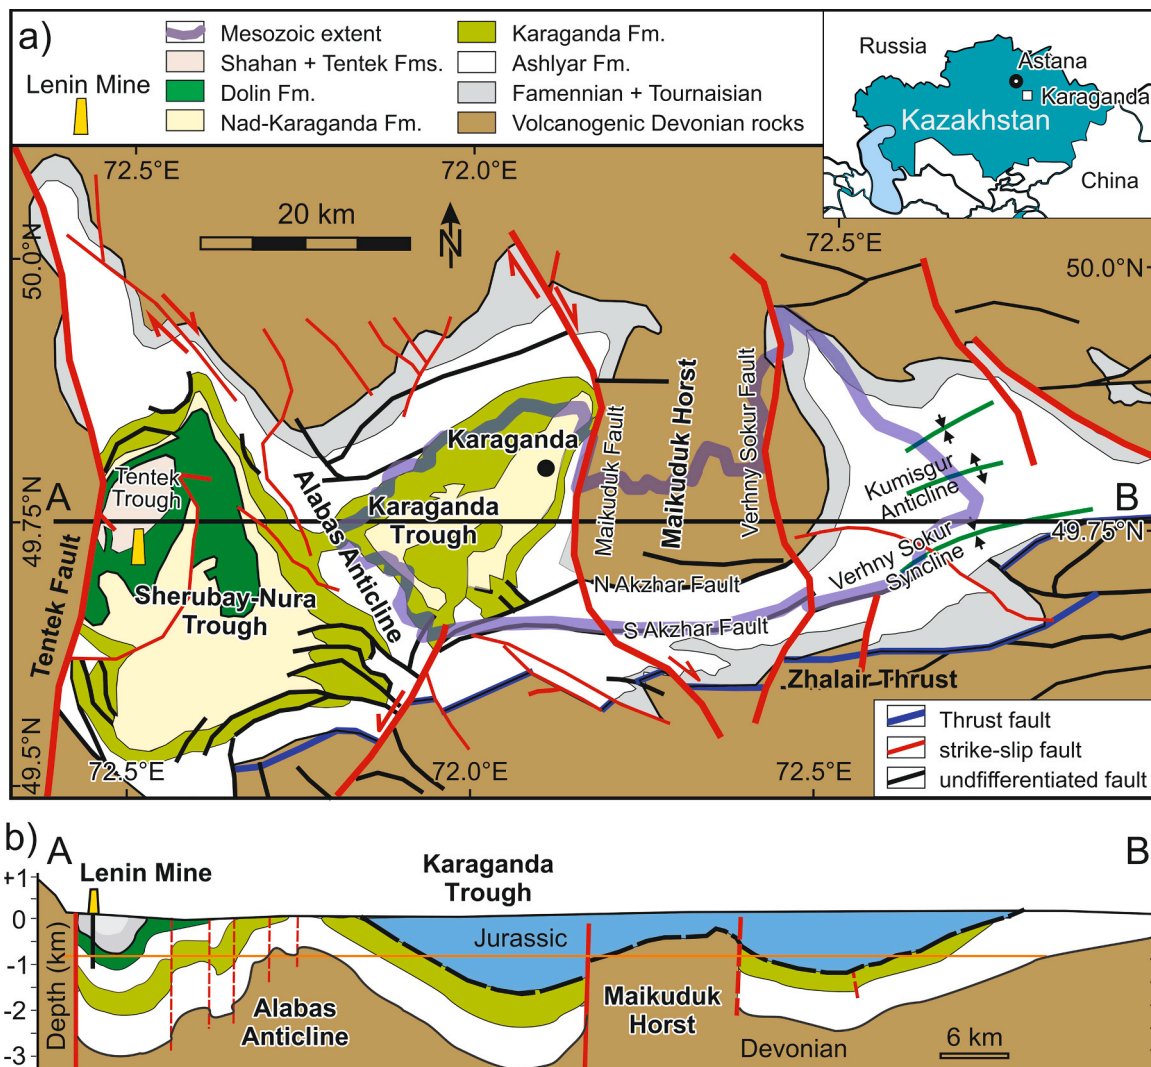 a)
Mesozoic extent
Shahan + Tentek Fms.
Dolin Fm.
Nad-Karaganda Fm.
Karaganda Fm.
Ashlyar Fm.
Famennian + Tournaisian
Volcanogenic Devonian rocks
Lenin Mine
Russia
Astana
Karaganda
Kazakhstan
China
72.5°E
72.0°E
72.5°E
20 km
N
50.0°N
50.0°N
Karaganda
Maikuduk Fault
Maikuduk Horst
Verhny Sokur Fault
Tentek
Trough
Alabas Anticline
Karaganda
Trough
Kumisgur
Anticline
A
B
49.75°N
49.75°N
Verhny Sokur
Syncline
Tentek Fault
Sherubay-Nura
Trough
N Akzhar Fault
S Akzhar Fault
Zhalair Thrust
49.5°N
72.5°E
72.0°E
72.5°E
Thrust fault
strike-slip fault
undfifferentiated fault
b)
A
B
Lenin Mine
Karaganda
Trough
+1
0
-1
-2
-3
Depth (km)
Jurassic
Alabas
Anticline
Maikuduk
Horst
Devonian
6 km